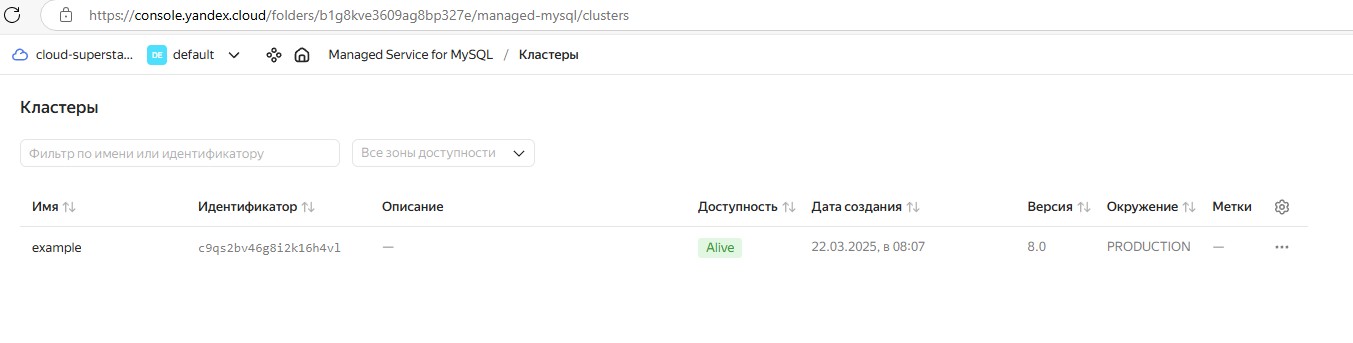 https://console.yandex.cloud/folders/b1g8kve3609ag8bp327e/managed-mysql/clusters
cloud-supersta... DE default Managed Service for MySQL / Кластеры
Кластеры
Фильтр по имени или идентификатору Все зоны доступности
Имя Идентификатор Описание Доступность Дата создания Версия Окружение Метки
example c9qs2bv46g8i2k16h4vl — Alive 22.03.2025, в 08:07 8.0 PRODUCTION — ···